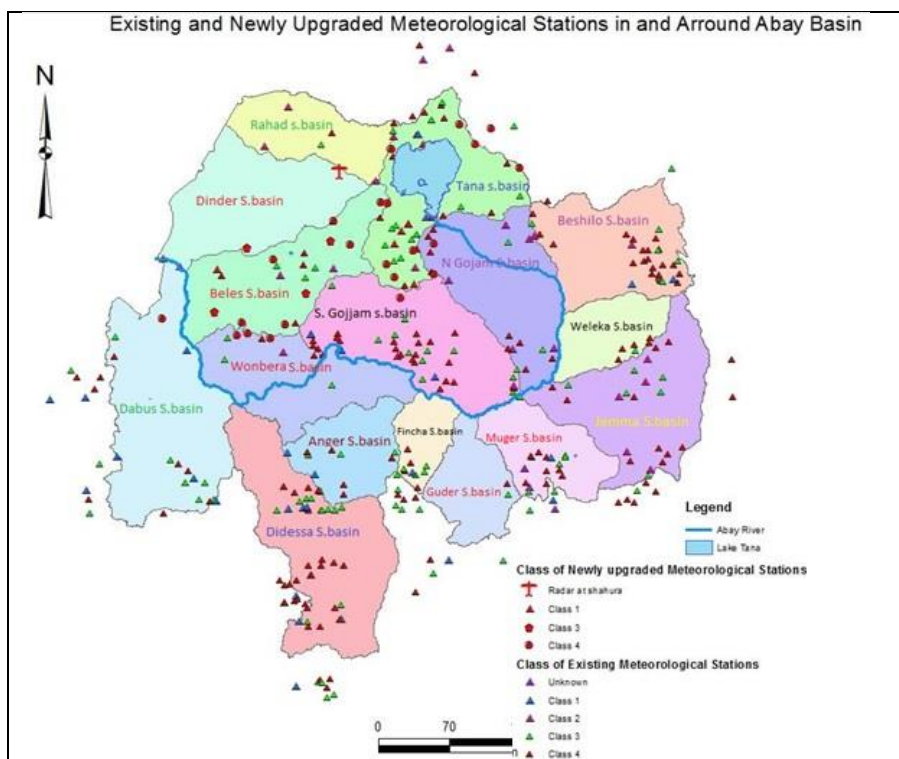 Existing and Newly Upgraded Meteorological Stations in and Arround Abay Basin
N
Rahad s.basin
Tana s.basin
Dinder S.basin
Beshilo S.basin
N Gojam S.basin
Beles S.basin
S. Gojjam s.basin
Weleka S.basin
Wonbera S.basin
Dabus S.basin
Fincha S.basin
Jemma S.basin
Anger S.basin
Muger S.basin
Guder S.basin
Didessa S.basin
Legend
Abay River
Lake Tana
Class of Newly upgraded Meteorological Stations
Radar at shahura
Class 1
Class 3
Class 4
Class of Existing Meteorological Stations
Unknown
Class 1
Class 2
Class 3
Class 4
0 70